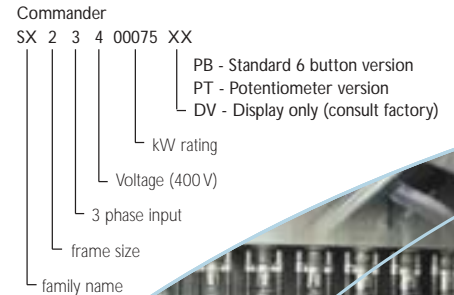 Commander
SX 2 3 4 00075 XX
PB - Standard 6 button version
PT - Potentiometer version
DV - Display only (consult factory)
kW rating
Voltage (400 V)
3 phase input
frame size
family name